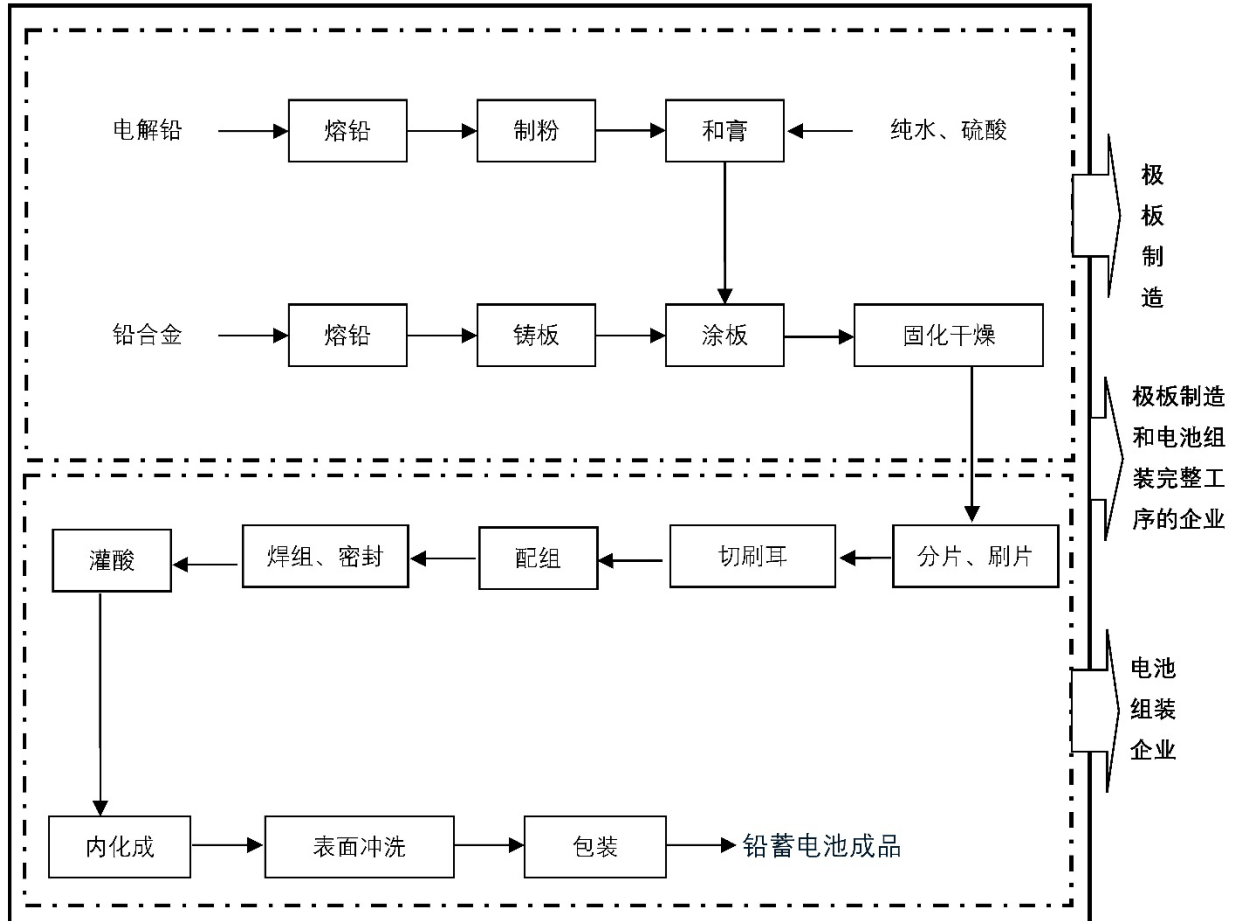 电解铅
熔铅
制粉
和膏
纯水、硫酸
极
板
制
造
铅合金
熔铅
铸板
涂板
固化干燥
极板制造
和电池组
装完整工
序的企业
灌酸
焊组、密封
配组
切刷耳
分片、刷片
电池
组装
企业
内化成
表面冲洗
包装
铅蓄电池成品